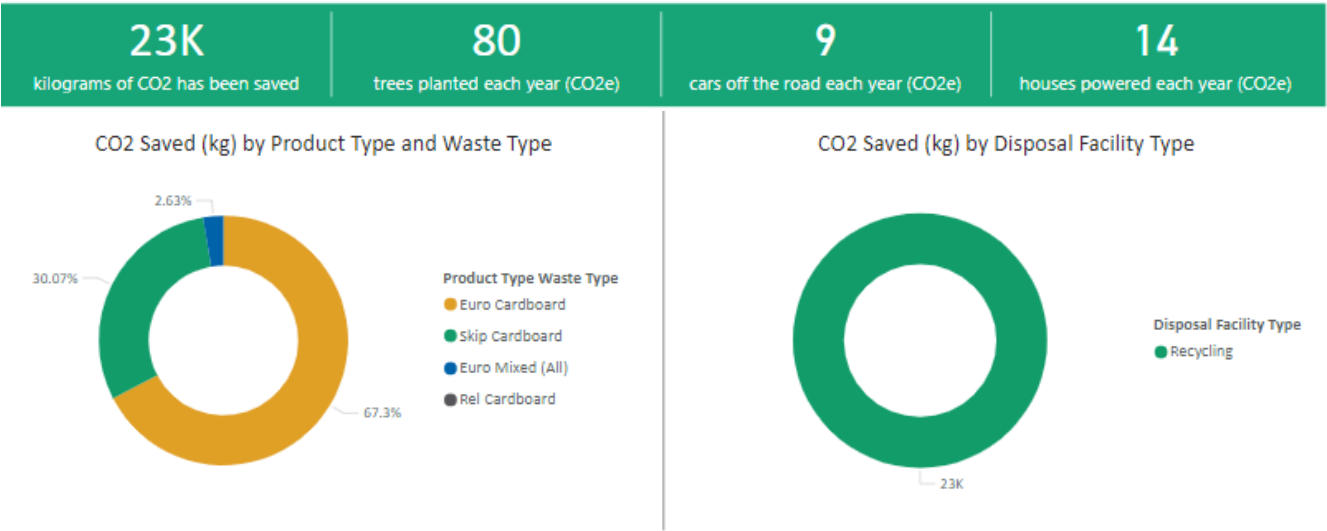 23K
kilograms of CO2 has been saved
80
trees planted each year (CO2e)
9
cars off the road each year (CO2e)
14
houses powered each year (CO2e)
CO2 Saved (kg) by Product Type and Waste Type
2.63%
30.07%
67.3%
Product Type Waste Type
Euro Cardboard
Skip Cardboard
Euro Mixed (All)
Rel Cardboard
CO2 Saved (kg) by Disposal Facility Type
Disposal Facility Type
Recycling
23K